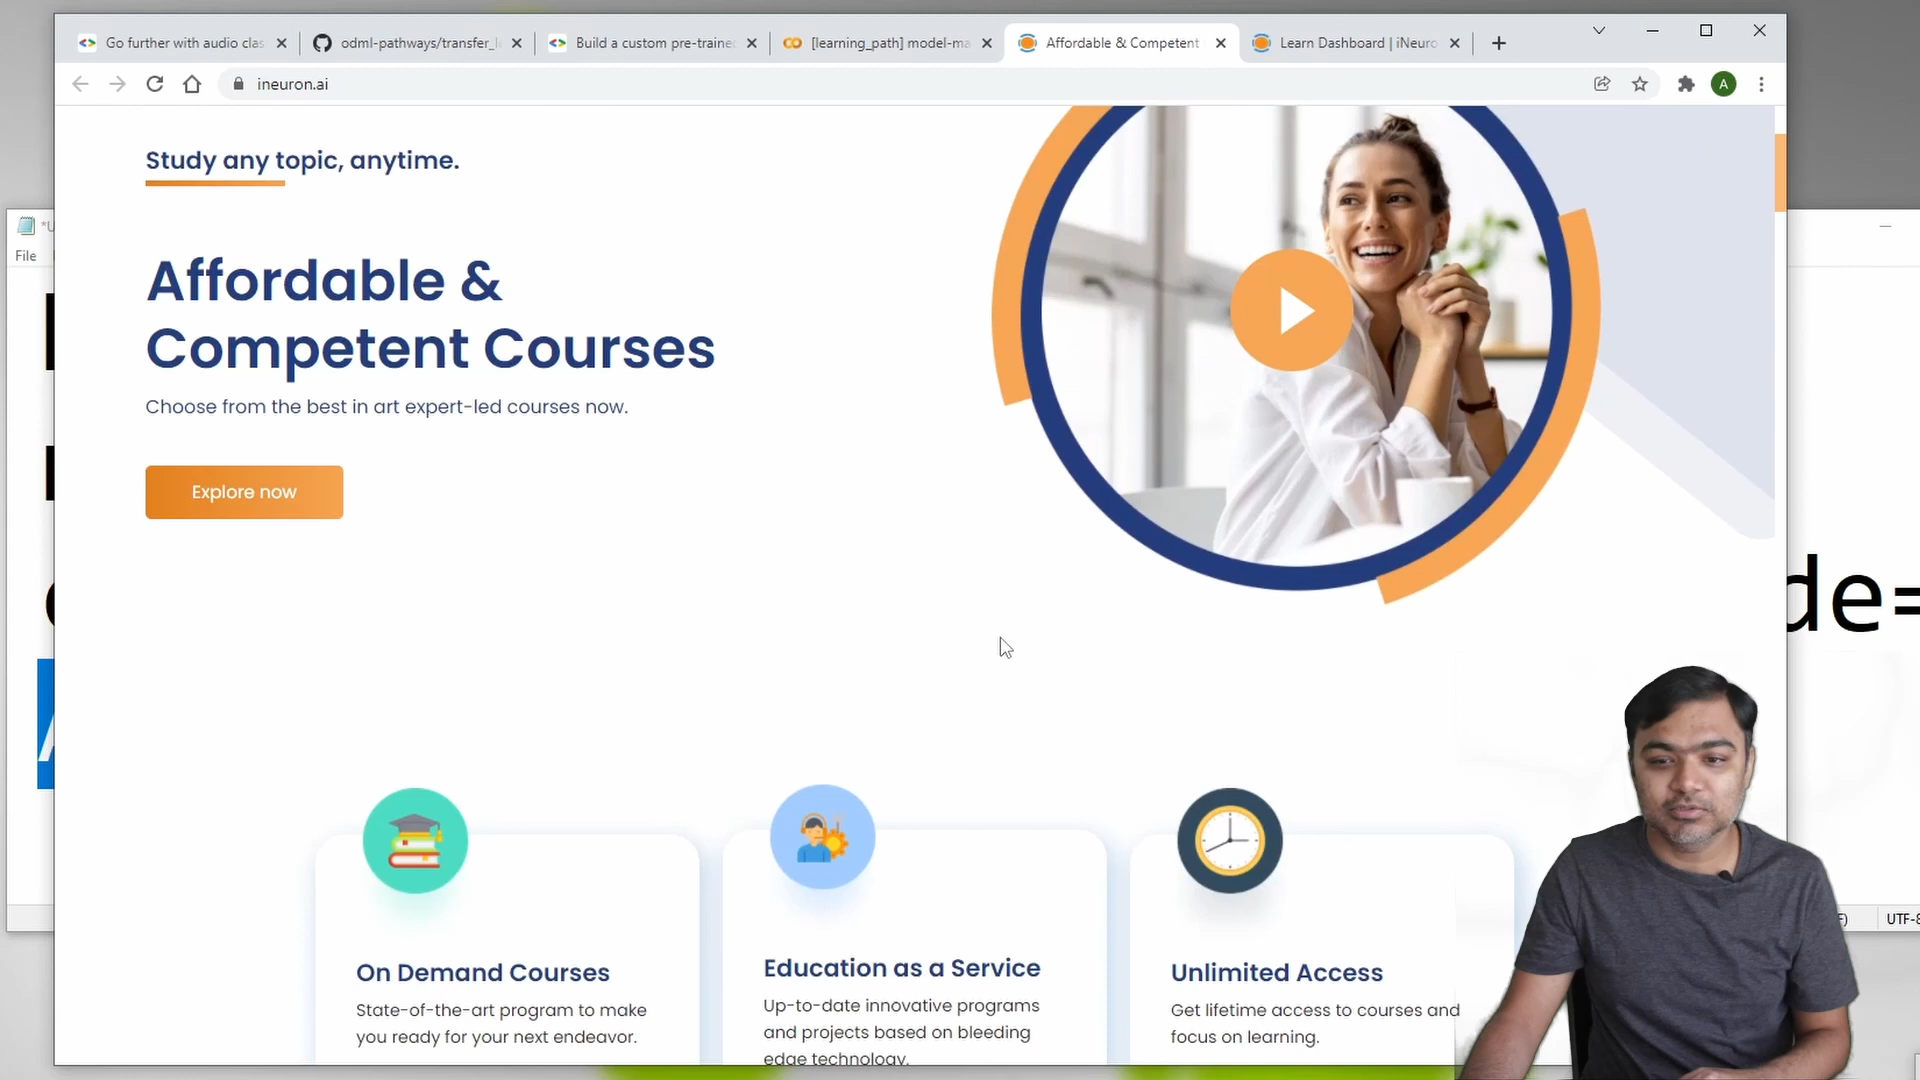 Go further with audio clas
odml-pathways/transfer_l
Build a custom pre-traine
[learning_path] model-ma
Affordable & Competent
Learn Dashboard | iNeuro
ineuron.ai
A
Study any topic, anytime.
Affordable &
Competent Courses
Choose from the best in art expert-led courses now.
Explore now
On Demand Courses
State-of-the-art program to make
you ready for your next endeavor.
Education as a Service
Up-to-date innovative programs
and projects based on bleeding
edge technology.
Unlimited Access
Get lifetime access to courses and
focus on learning.
File
de=
UTF-8